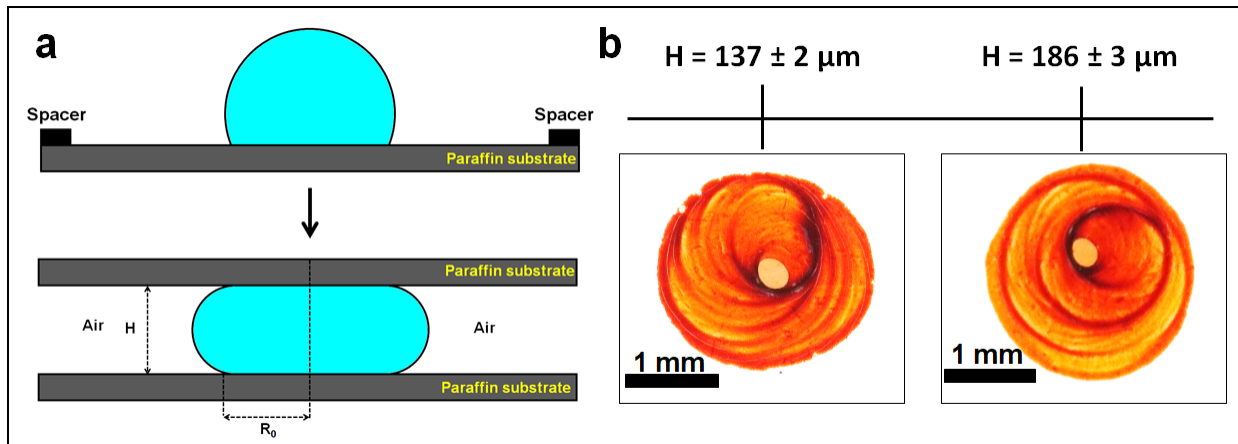 a
Spacer
Spacer
Paraffin substrate
Paraffin substrate
Air
H
Air
Paraffin substrate
R₀
b
H = 137 ± 2 µm
H = 186 ± 3 µm
1 mm
1 mm